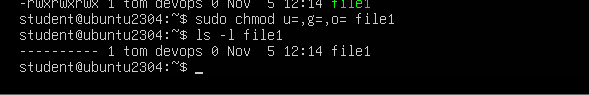 -rwxrwxrwx 1 tom devops 0 Nov  5 12:14 file1
student@ubuntu2304:~$ sudo chmod u=,g=,o= file1
student@ubuntu2304:~$ ls -l file1
---------- 1 tom devops 0 Nov  5 12:14 file1
student@ubuntu2304:~$ _